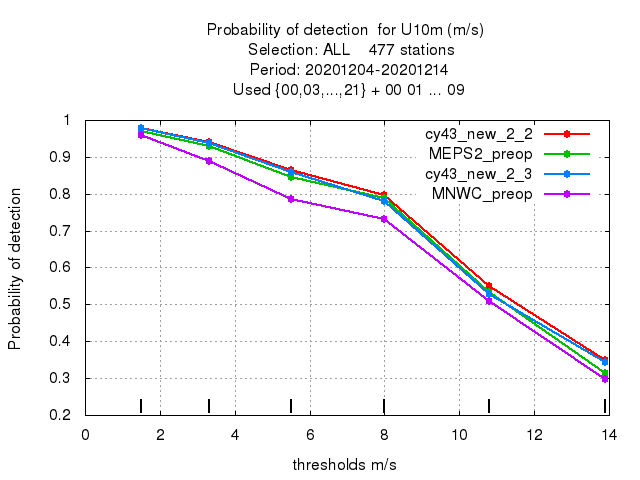 Probability of detection  for U10m (m/s)
Selection: ALL    477 stations
Period: 20201204-20201214
Used {00,03,...,21} + 00 01 ... 09
cy43_new_2_2
MEPS2_preop
cy43_new_2_3
MNWC_preop
Probability of detection
1
0.9
0.8
0.7
0.6
0.5
0.4
0.3
0.2
0 2 4 6 8 10 12 14
thresholds m/s